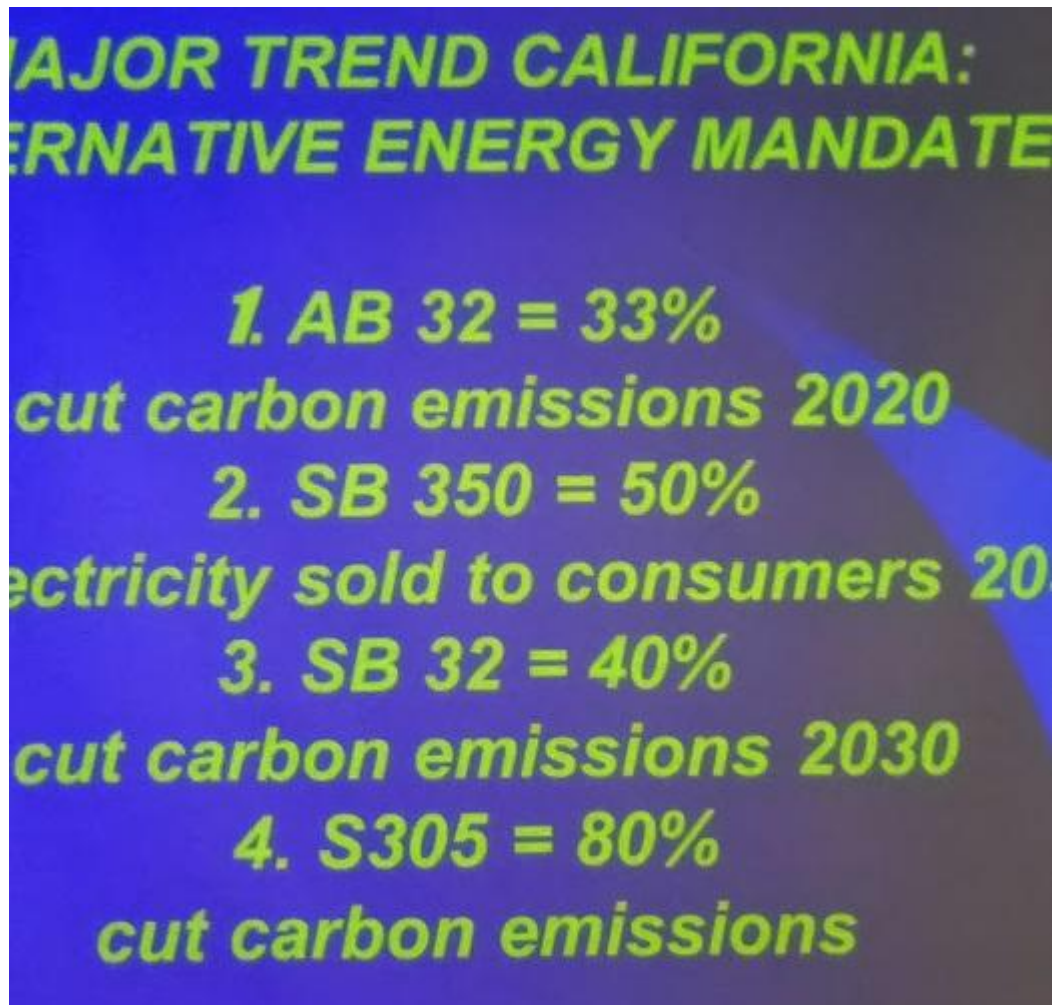 AJOR TREND CALIFORNIA:
ERNATIVE ENERGY MANDATE
1. AB 32 = 33%
cut carbon emissions 2020
2. SB 350 = 50%
ectricity sold to consumers 20
3. SB 32 = 40%
cut carbon emissions 2030
4. S305 = 80%
cut carbon emissions